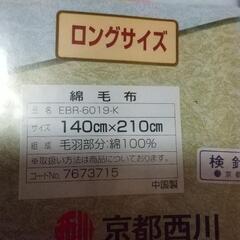 ロングサイズ
綿毛布
品名 EBR-6019-K
サイズ 140cm×210cm
組成 毛羽部分:綿100%
※取扱い方法は商品についております。
コードNo. 7673715
中国製
検針
京都西川